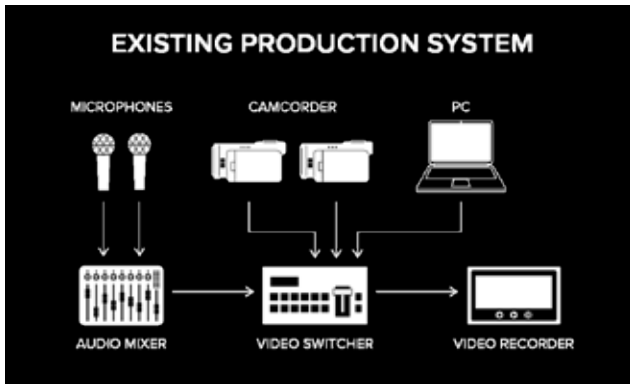 EXISTING PRODUCTION SYSTEM
MICROPHONES
CAMCORDER
PC
AUDIO MIXER
VIDEO SWITCHER
VIDEO RECORDER